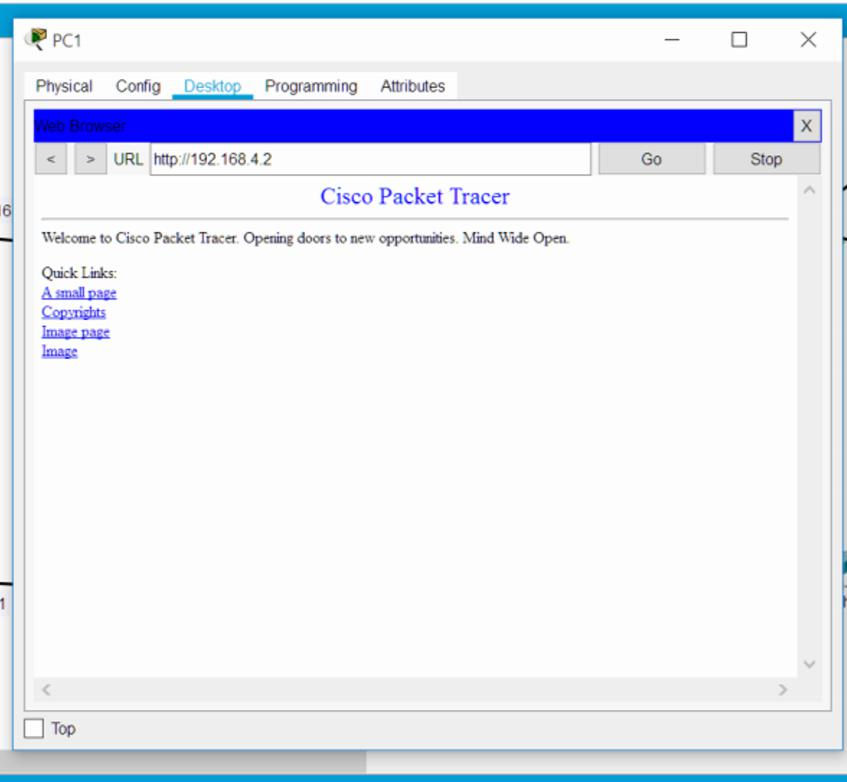 PC1
Physical Config Desktop Programming Attributes
Web Browser X
< > URL http://192.168.4.2 Go Stop
Cisco Packet Tracer
Welcome to Cisco Packet Tracer. Opening doors to new opportunities. Mind Wide Open.
Quick Links:
A small page
Copyrights
Image page
Image
Top